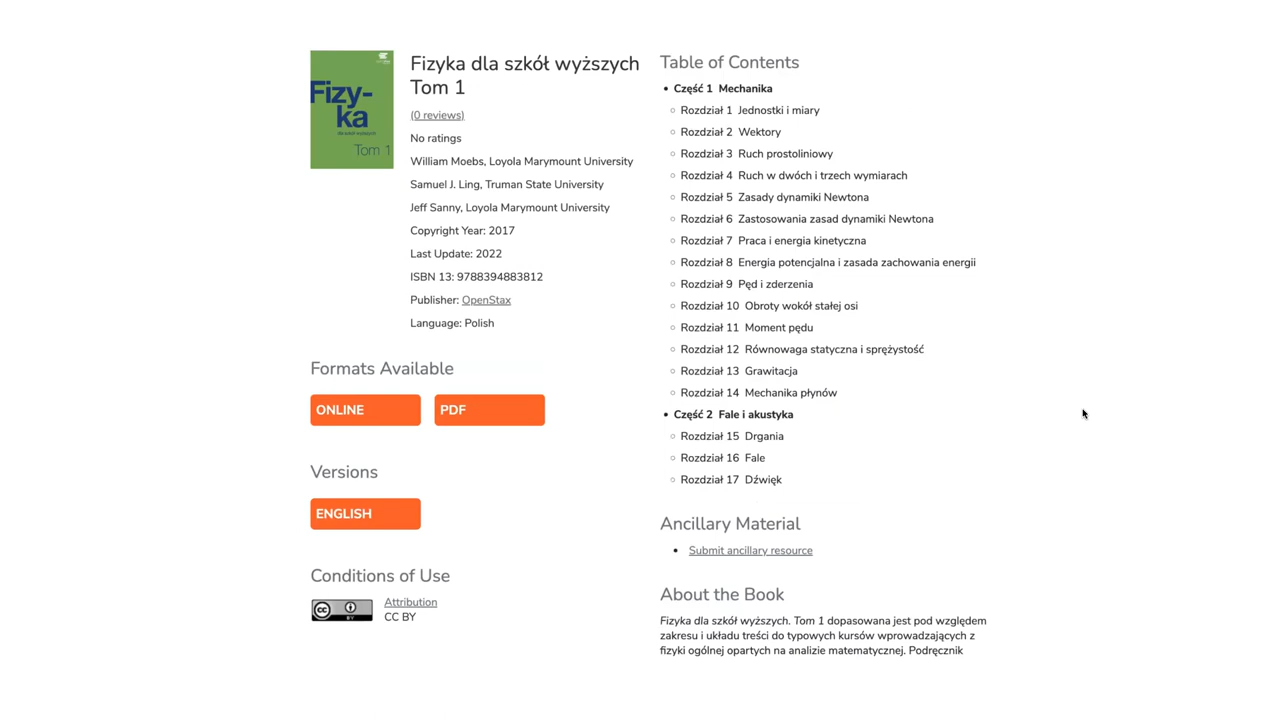 Fizy-
ka
dla szkół wyższych
Tom 1
Fizyka dla szkół wyższych
Tom 1
(0 reviews)
No ratings
William Moebs, Loyola Marymount University
Samuel J. Ling, Truman State University
Jeff Sanny, Loyola Marymount University
Copyright Year: 2017
Last Update: 2022
ISBN 13: 9788394883812
Publisher: OpenStax
Language: Polish
Formats Available
ONLINE
PDF
Versions
ENGLISH
Conditions of Use
cc
BY
Attribution
CC BY
Table of Contents
Część 1 Mechanika
Rozdział 1 Jednostki i miary
Rozdział 2 Wektory
Rozdział 3 Ruch prostoliniowy
Rozdział 4 Ruch w dwóch i trzech wymiarach
Rozdział 5 Zasady dynamiki Newtona
Rozdział 6 Zastosowania zasad dynamiki Newtona
Rozdział 7 Praca i energia kinetyczna
Rozdział 8 Energia potencjalna i zasada zachowania energii
Rozdział 9 Pęd i zderzenia
Rozdział 10 Obroty wokół stałej osi
Rozdział 11 Moment pędu
Rozdział 12 Równowaga statyczna i sprężystość
Rozdział 13 Grawitacja
Rozdział 14 Mechanika płynów
Część 2 Fale i akustyka
Rozdział 15 Drgania
Rozdział 16 Fale
Rozdział 17 Dźwięk
Ancillary Material
Submit ancillary resource
About the Book
Fizyka dla szkół wyższych. Tom 1 dopasowana jest pod względem
zakresu i układu treści do typowych kursów wprowadzających z
fizyki ogólnej opartych na analizie matematycznej. Podręcznik